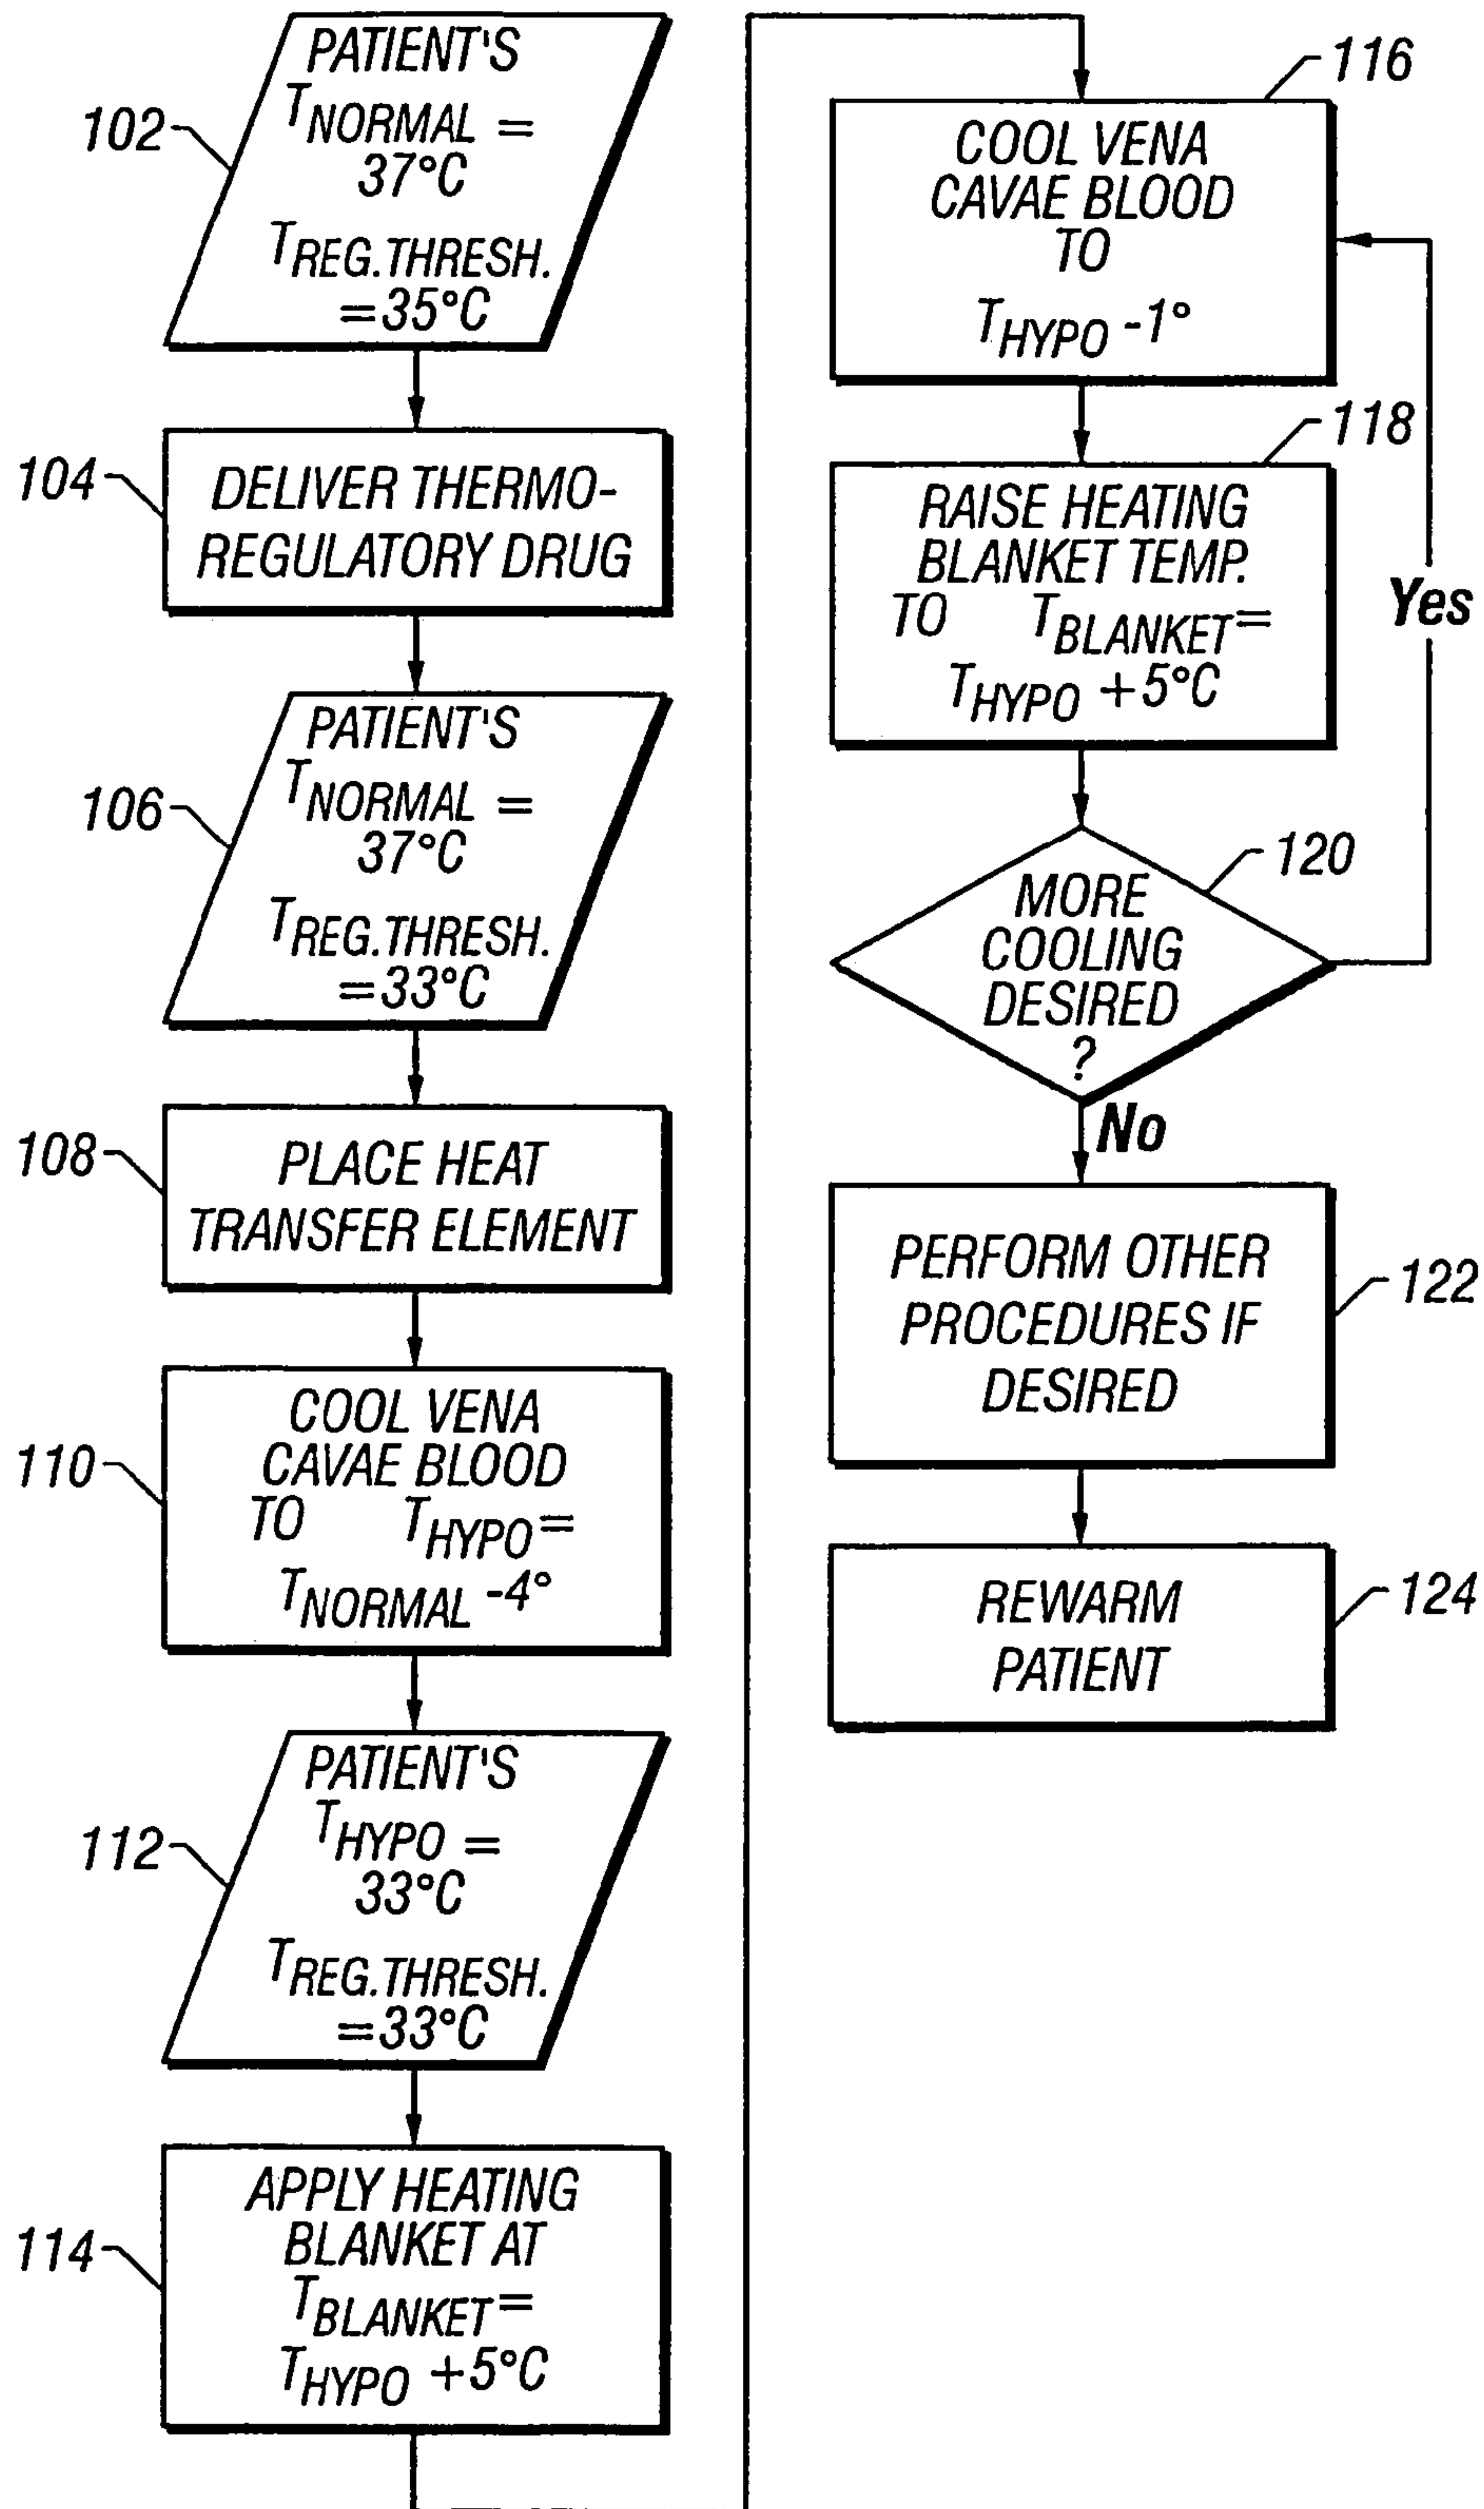 102
PATIENT'S
TNORMAL =
37°C
TREG.THRESH.
=35°C
104
DELIVER THERMO-
REGULATORY DRUG
106
PATIENT'S
TNORMAL =
37°C
TREG.THRESH.
=33°C
108
PLACE HEAT
TRANSFER ELEMENT
110
COOL VENA
CAVAE BLOOD
TO THYPO=
TNORMAL -4°
112
PATIENT'S
THYPO =
33°C
TREG.THRESH.
=33°C
114
APPLY HEATING
BLANKET AT
TBLANKET=
THYPO +5°C
116
COOL VENA
CAVAE BLOOD
TO
THYPO -1°
118
RAISE HEATING
BLANKET TEMP.
TO TBLANKET=
THYPO +5°C
Yes
120
MORE
COOLING
DESIRED
?
No
122
PERFORM OTHER
PROCEDURES IF
DESIRED
124
REWARM
PATIENT